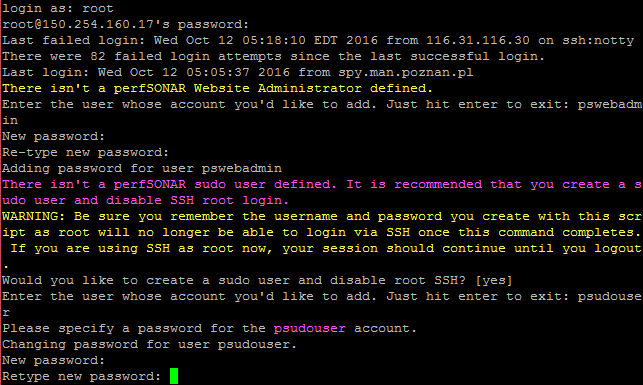 login as: root
root@150.254.160.17's password:
Last failed login: Wed Oct 12 05:18:10 EDT 2016 from 116.31.116.30 on ssh:notty
There were 82 failed login attempts since the last successful login.
Last login: Wed Oct 12 05:05:37 2016 from spy.man.poznan.pl
There isn't a perfSONAR Website Administrator defined.
Enter the user whose account you'd like to add. Just hit enter to exit: pswebadm
in
New password:
Re-type new password:
Adding password for user pswebadmin
There isn't a perfSONAR sudo user defined. It is recommended that you create a s
udo user and disable SSH root login.
WARNING: Be sure you remember the username and password you create with this scr
ipt as root will no longer be able to login via SSH once this command completes.
 If you are using SSH as root now, your session should continue until you logout
.
Would you like to create a sudo user and disable root SSH? [yes]
Enter the user whose account you'd like to add. Just hit enter to exit: psudouse
r
Please specify a password for the psudouser account.
Changing password for user psudouser.
New password:
Retype new password: